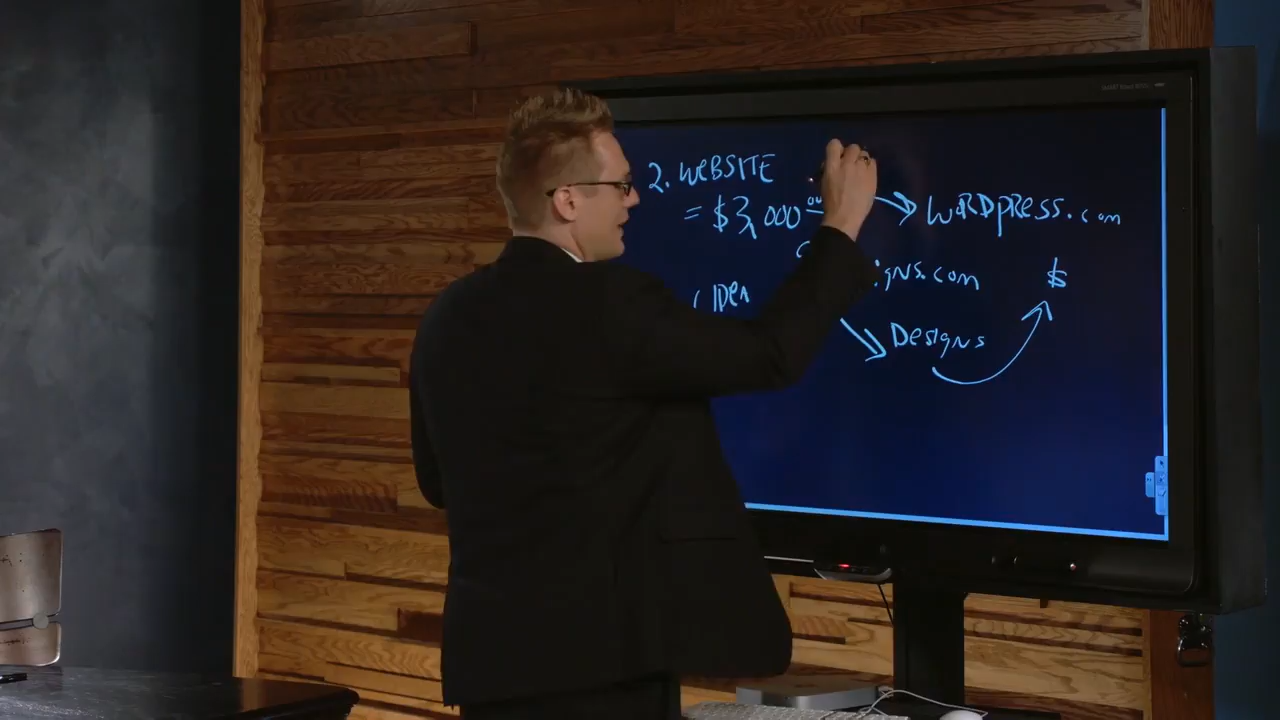 2. WEBSITE
= $3,000 → WORDPRESS.com
igns.com $
IDeA
Designs